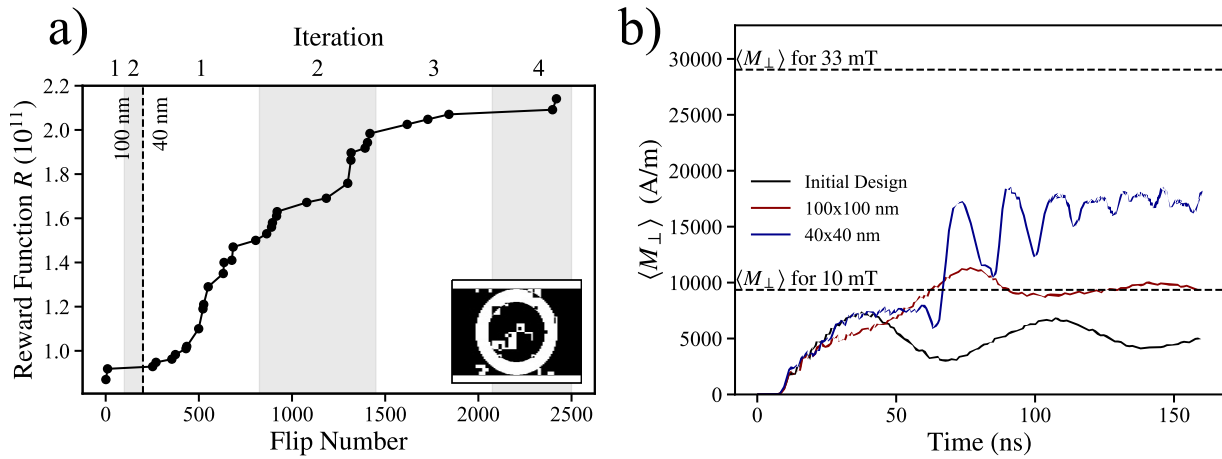 a)
Iteration
1 2 1 2 3 4
2.2
2.0
1.8
1.6
1.4
1.2
1.0
Reward Function R (10¹¹)
100 nm
40 nm
0 500 1000 1500 2000 2500
Flip Number
b)
30000
25000
20000
15000
10000
5000
0
⟨M⊥⟩ (A/m)
⟨M⊥⟩ for 33 mT
Initial Design
100x100 nm
40x40 nm
⟨M⊥⟩ for 10 mT
0 50 100 150
Time (ns)